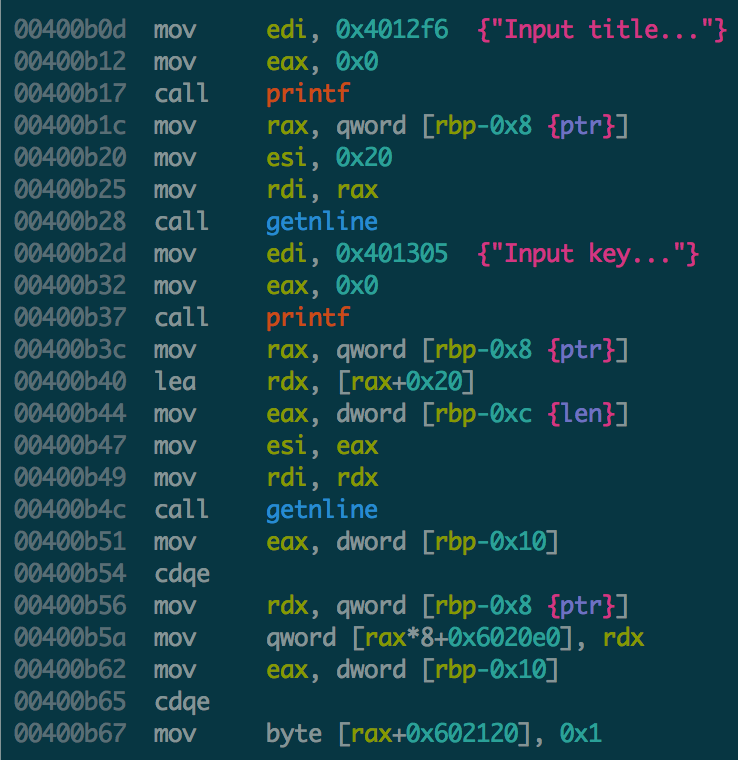 00400b0d mov edi, 0x4012f6 {"Input title..."}
00400b12 mov eax, 0x0
00400b17 call printf
00400b1c mov rax, qword [rbp-0x8 {ptr}]
00400b20 mov esi, 0x20
00400b25 mov rdi, rax
00400b28 call getnline
00400b2d mov edi, 0x401305 {"Input key..."}
00400b32 mov eax, 0x0
00400b37 call printf
00400b3c mov rax, qword [rbp-0x8 {ptr}]
00400b40 lea rdx, [rax+0x20]
00400b44 mov eax, dword [rbp-0xc {len}]
00400b47 mov esi, eax
00400b49 mov rdi, rdx
00400b4c call getnline
00400b51 mov eax, dword [rbp-0x10]
00400b54 cdqe
00400b56 mov rdx, qword [rbp-0x8 {ptr}]
00400b5a mov qword [rax*8+0x6020e0], rdx
00400b62 mov eax, dword [rbp-0x10]
00400b65 cdqe
00400b67 mov byte [rax+0x602120], 0x1